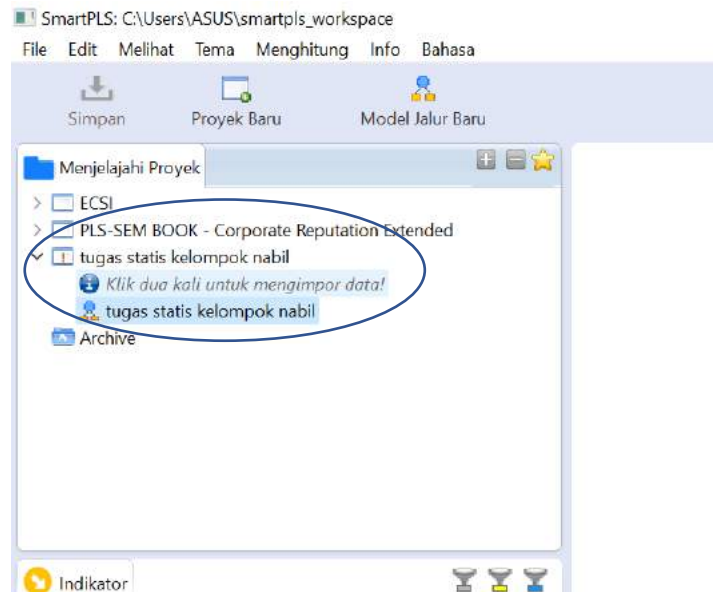 SmartPLS: C:\Users\ASUS\smartpls_workspace
File Edit Melihat Tema Menghitung Info Bahasa
Simpan Proyek Baru Model Jalur Baru
Menjelajahi Proyek
ECSI
PLS-SEM BOOK - Corporate Reputation Extended
tugas statis kelompok nabil
Klik dua kali untuk mengimpor data!
tugas statis kelompok nabil
Archive
Indikator